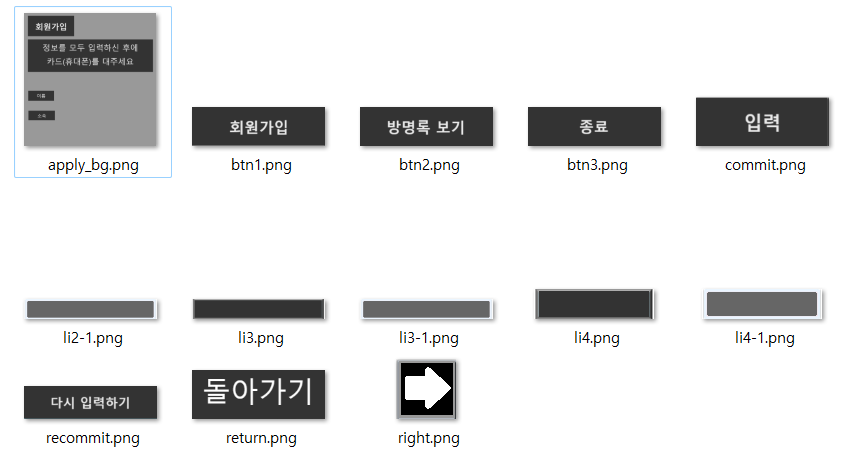 회원가입
정보를 모두 입력하신 후에
카드(휴대폰)를 대주세요
이름
소속
apply_bg.png
회원가입
btn1.png
방명록 보기
btn2.png
종료
btn3.png
입력
commit.png
li2-1.png
li3.png
li3-1.png
li4.png
li4-1.png
다시 입력하기
recommit.png
돌아가기
return.png
right.png